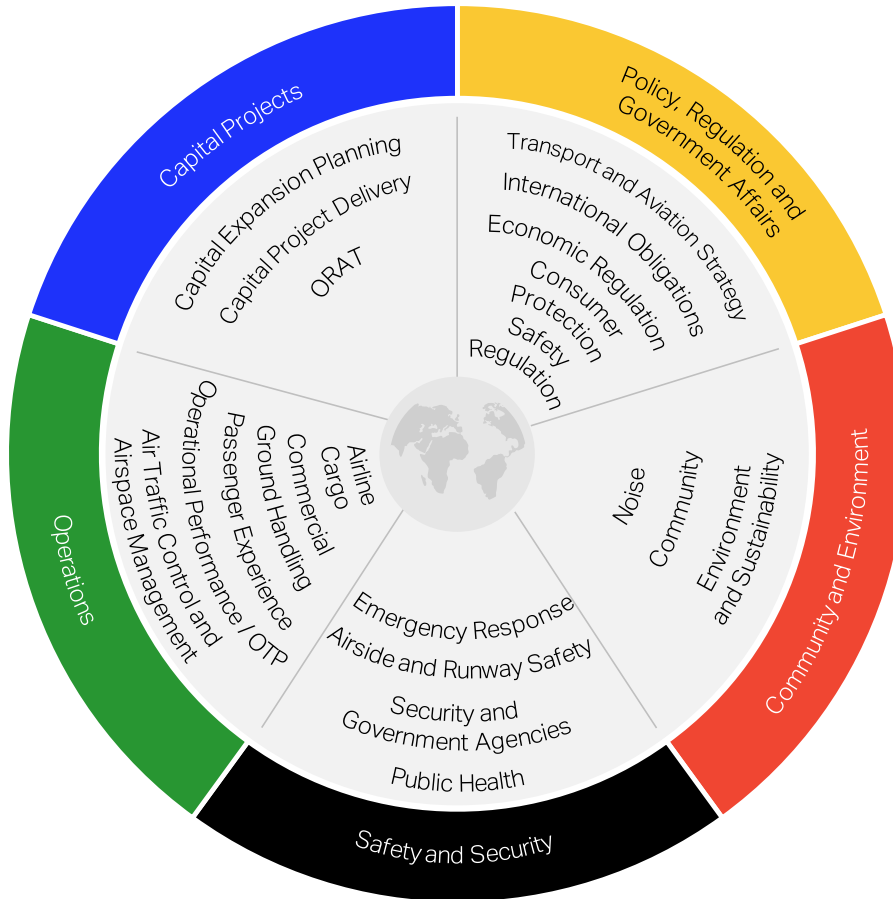 Capital Projects
Capital Expansion Planning
Capital Project Delivery
ORAT
Policy, Regulation and
Government Affairs
Transport and Aviation Strategy
International Obligations
Economic Regulation
Consumer
Protection
Safety
Regulation
Community and Environment
Noise
Community
Environment
and Sustainability
Safety and Security
Emergency Response
Airside and Runway Safety
Security and
Government Agencies
Public Health
Operations
Airline
Cargo
Commercial
Ground Handling
Passenger Experience
Operational Performance / OTP
Air Traffic Control and
Airspace Management